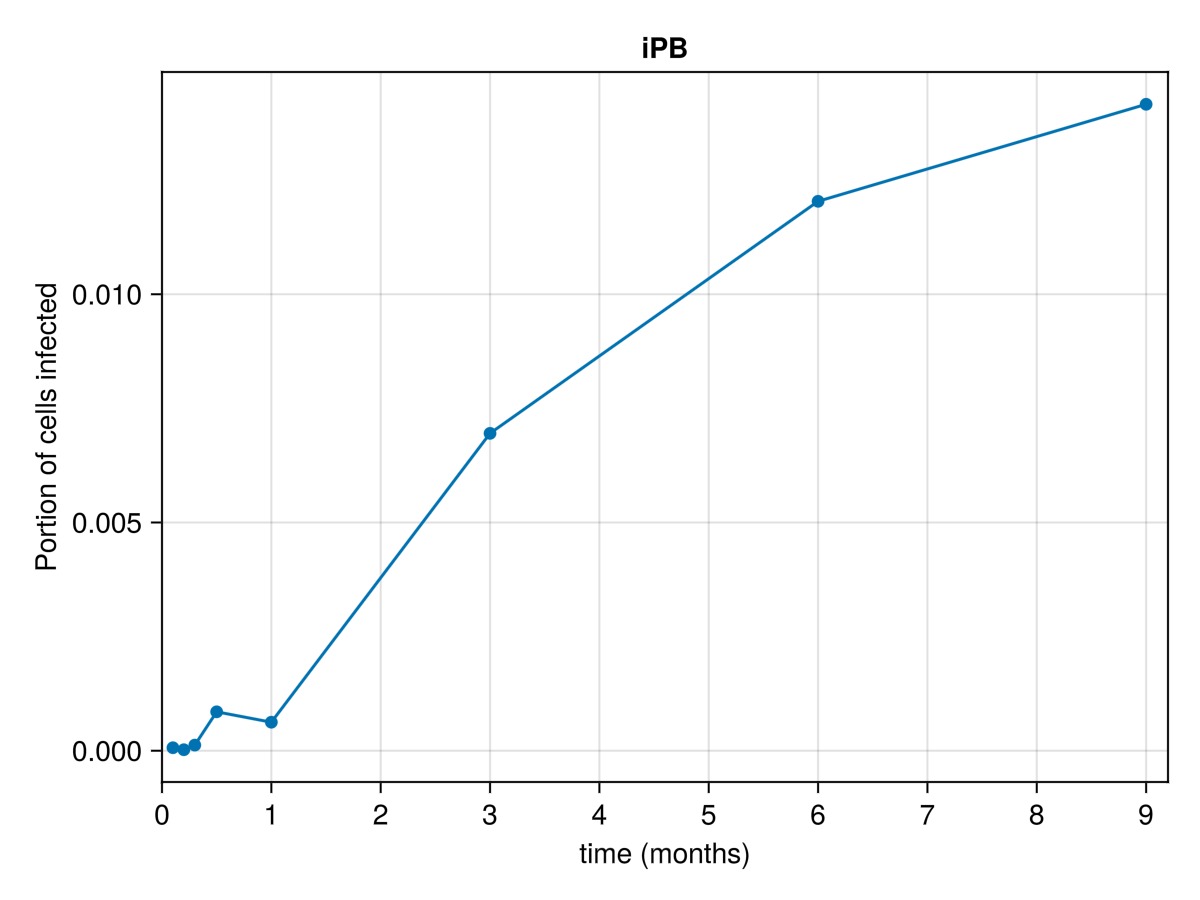 iPB
Portion of cells infected
0.010
0.005
0.000
0 1 2 3 4 5 6 7 8 9
time (months)